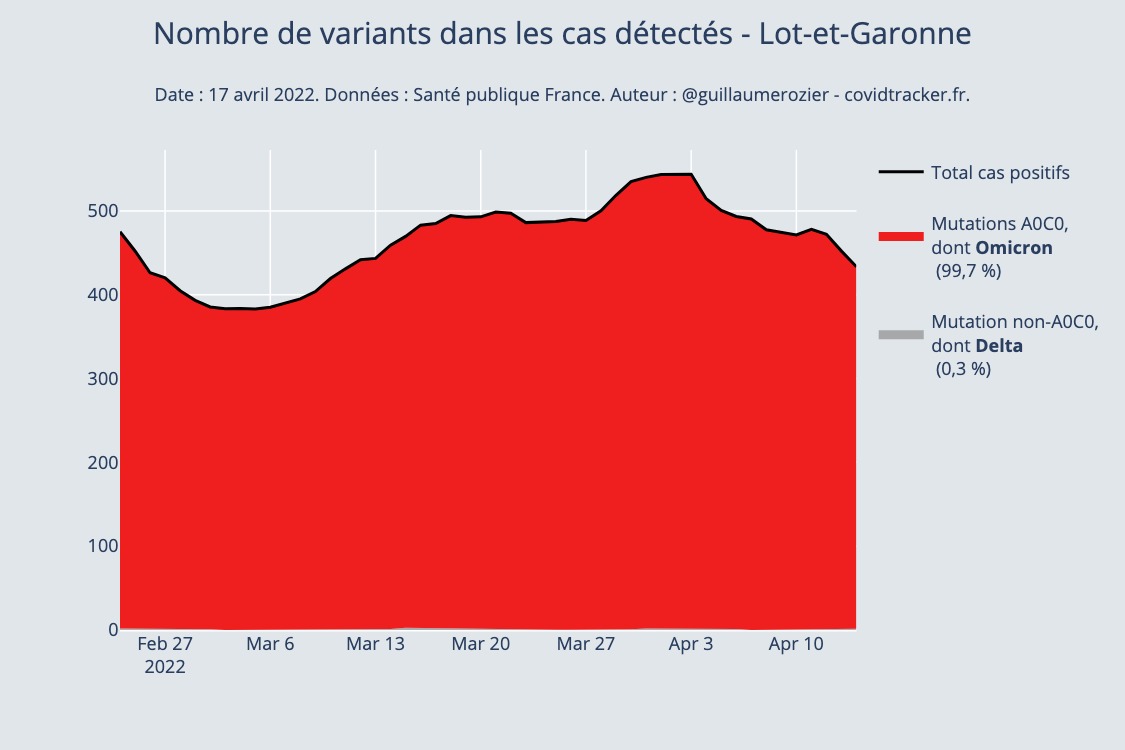 Nombre de variants dans les cas détectés - Lot-et-Garonne
Date : 17 avril 2022. Données : Santé publique France. Auteur : @guillaumerozier - covidtracker.fr.
Total cas positifs
Mutations A0C0,
dont Omicron
(99,7 %)
Mutation non-A0C0,
dont Delta
(0,3 %)
500
400
300
200
100
0
Feb 27 Mar 6 Mar 13 Mar 20 Mar 27 Apr 3 Apr 10
2022